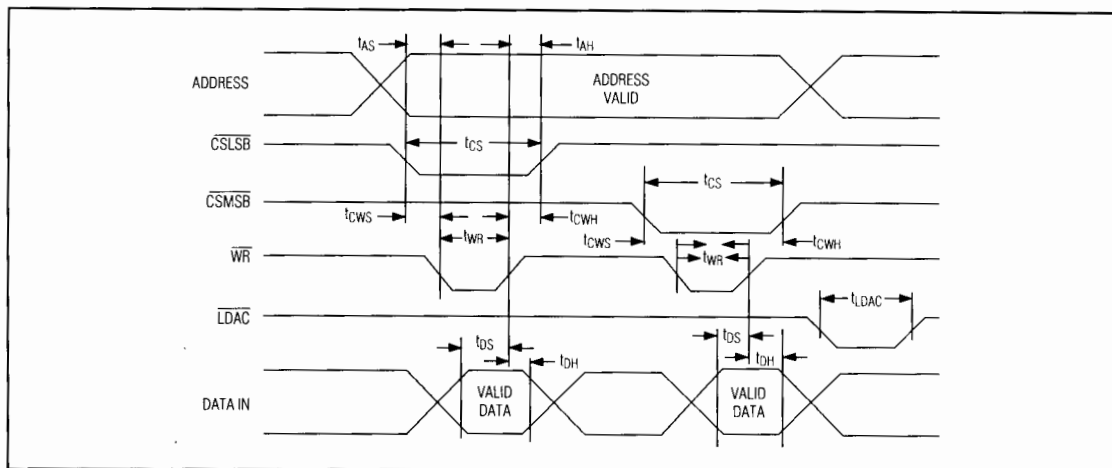 tAS
tAH
ADDRESS
ADDRESS
VALID
CSLSB
tCS
CSMSB
tCS
tCWS
tCWH
tWR
tCWS
tCWH
WR
tWR
LDAC
tLDAC
tDS
tDH
tDS
tDH
DATA IN
VALID
DATA
VALID
DATA